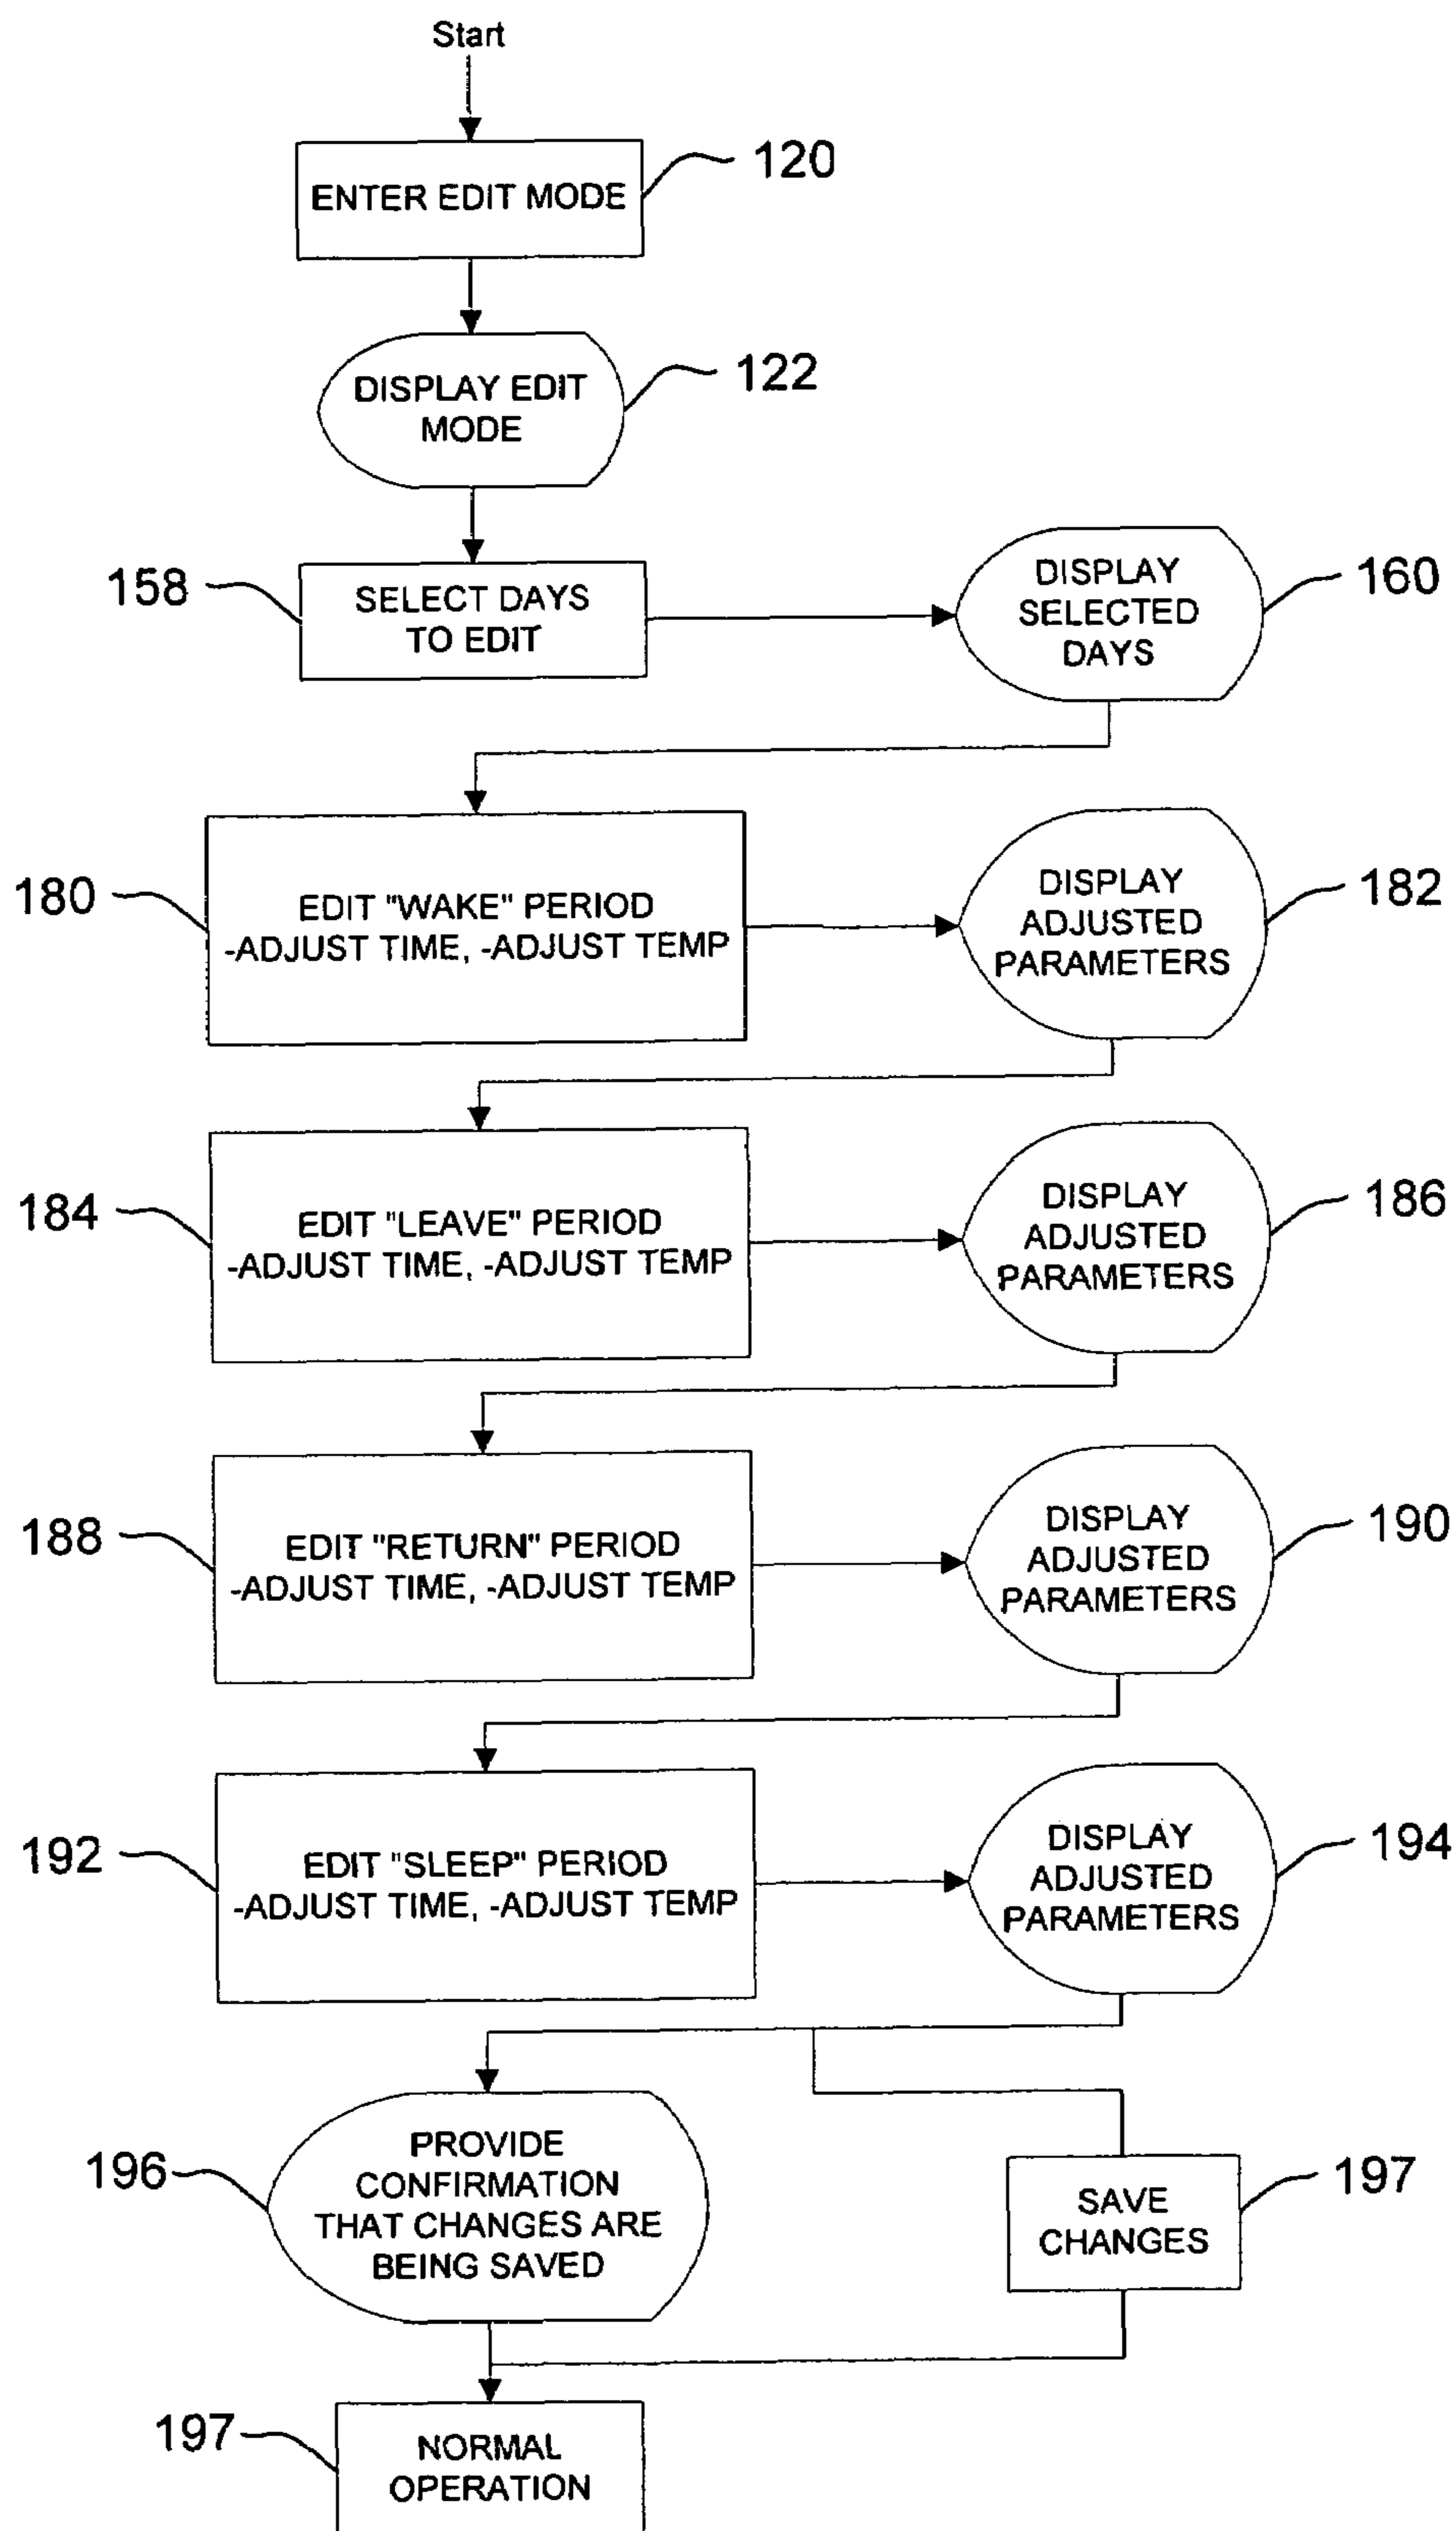 Start
ENTER EDIT MODE
120
DISPLAY EDIT
MODE
122
158
SELECT DAYS
TO EDIT
DISPLAY
SELECTED
DAYS
160
180
EDIT "WAKE" PERIOD
-ADJUST TIME, -ADJUST TEMP
DISPLAY
ADJUSTED
PARAMETERS
182
184
EDIT "LEAVE" PERIOD
-ADJUST TIME, -ADJUST TEMP
DISPLAY
ADJUSTED
PARAMETERS
186
188
EDIT "RETURN" PERIOD
-ADJUST TIME, -ADJUST TEMP
DISPLAY
ADJUSTED
PARAMETERS
190
192
EDIT "SLEEP" PERIOD
-ADJUST TIME, -ADJUST TEMP
DISPLAY
ADJUSTED
PARAMETERS
194
196
PROVIDE
CONFIRMATION
THAT CHANGES ARE
BEING SAVED
SAVE
CHANGES
197
197
NORMAL
OPERATION